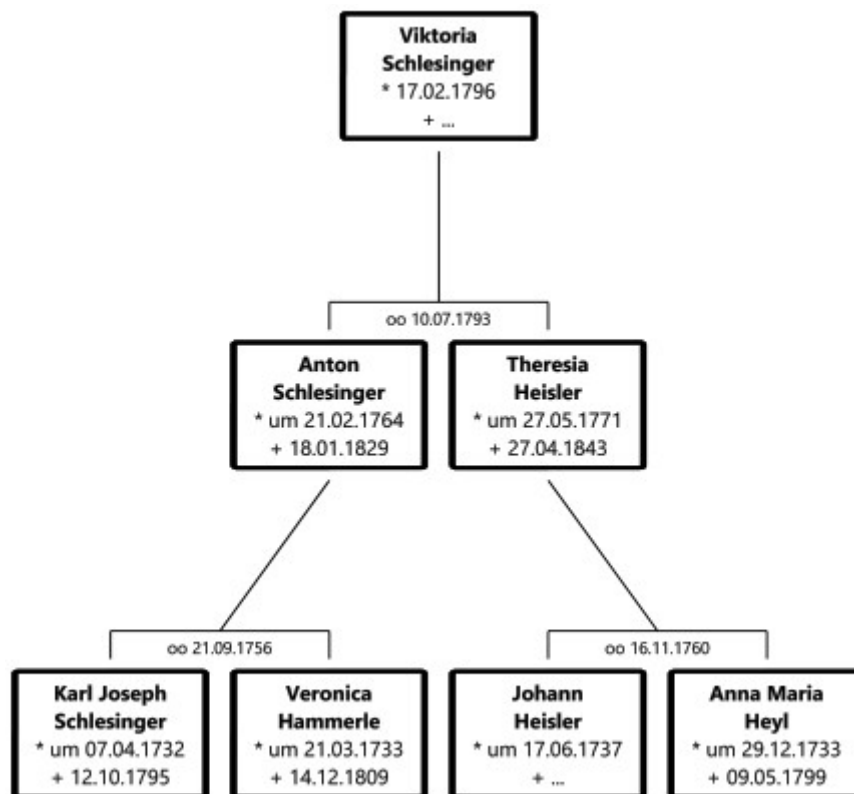 Viktoria
Schlesinger
* 17.02.1796
+ ...
oo 10.07.1793
Anton
Schlesinger
* um 21.02.1764
+ 18.01.1829
Theresia
Heisler
* um 27.05.1771
+ 27.04.1843
oo 21.09.1756
oo 16.11.1760
Karl Joseph
Schlesinger
* um 07.04.1732
+ 12.10.1795
Veronica
Hammerle
* um 21.03.1733
+ 14.12.1809
Johann
Heisler
* um 17.06.1737
+ ...
Anna Maria
Heyl
* um 29.12.1733
+ 09.05.1799